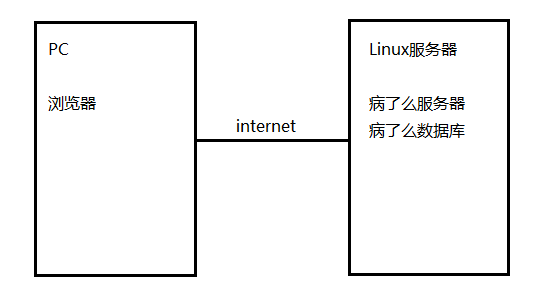 PC
浏览器
internet
Linux服务器
病了么服务器
病了么数据库